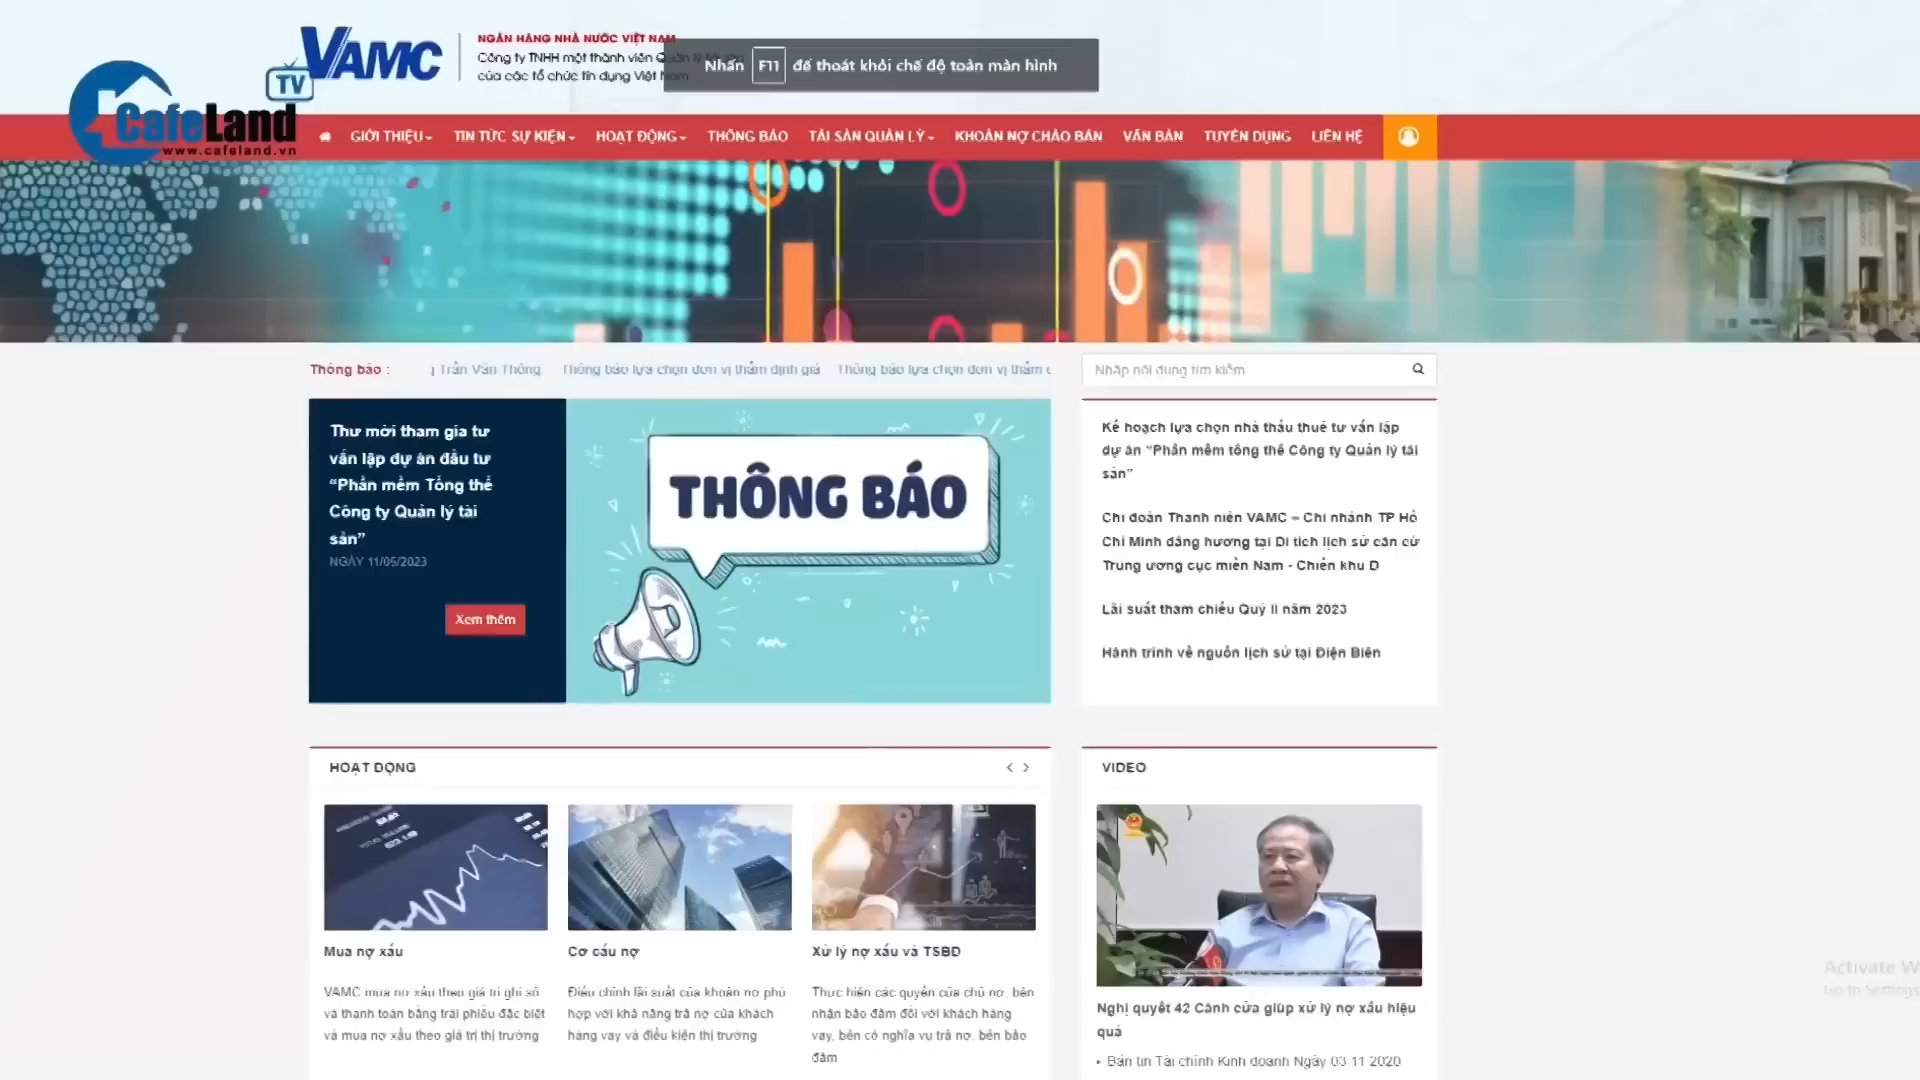 VAMC
NGÂN HÀNG NHÀ NƯỚC VIỆT NAM
Công ty TNHH một thành viên Quản lý tài sản
của các tổ chức tín dụng Việt Nam
Nhấn F11 để thoát khỏi chế độ toàn màn hình
TV
CafeLand
www.cafeland.vn
GIỚI THIỆU TIN TỨC SỰ KIỆN HOẠT ĐỘNG THÔNG BÁO TÀI SẢN QUẢN LÝ KHOẢN NỢ CHÀO BÁN VĂN BẢN TUYỂN DỤNG LIÊN HỆ
Thông báo : Trần Văn Thông. Thông báo lựa chọn đơn vị thẩm định giá Thông báo lựa chọn đơn vị thẩm
Nhập nội dung tìm kiếm
Thư mời tham gia tư
vấn lập dự án đầu tư
“Phần mềm Tổng thể
Công ty Quản lý tài
sản”
NGÀY 11/05/2023
Xem thêm
THÔNG BÁO
Kế hoạch lựa chọn nhà thầu thuê tư vấn lập
dự án “Phần mềm tổng thể Công ty Quản lý tài
sản”
Chi đoàn Thanh niên VAMC – Chi nhánh TP Hồ
Chí Minh dâng hương tại Di tích lịch sử căn cứ
Trung ương cục miền Nam - Chiến khu D
Lãi suất tham chiếu Quý II năm 2023
Hành trình về nguồn lịch sử tại Điện Biên
HOẠT ĐỘNG
VIDEO
Mua nợ xấu
VAMC mua nợ xấu theo giá trị ghi sổ
và thanh toán bằng trái phiếu đặc biệt
và mua nợ xấu theo giá trị thị trường
Cơ cấu nợ
Điều chỉnh lãi suất của khoản nợ phù
hợp với khả năng trả nợ của khách
hàng vay và điều kiện thị trường
Xử lý nợ xấu và TSBD
Thực hiện các quyền của chủ nợ, bên
nhận bảo đảm đối với khách hàng
vay, bên có nghĩa vụ trả nợ, bên bảo
đảm
Nghị quyết 42 Cánh cửa giúp xử lý nợ xấu hiệu
quả
Bản tin Tài chính Kinh doanh Ngày 03 11 2020
Activate W
Go to Settings